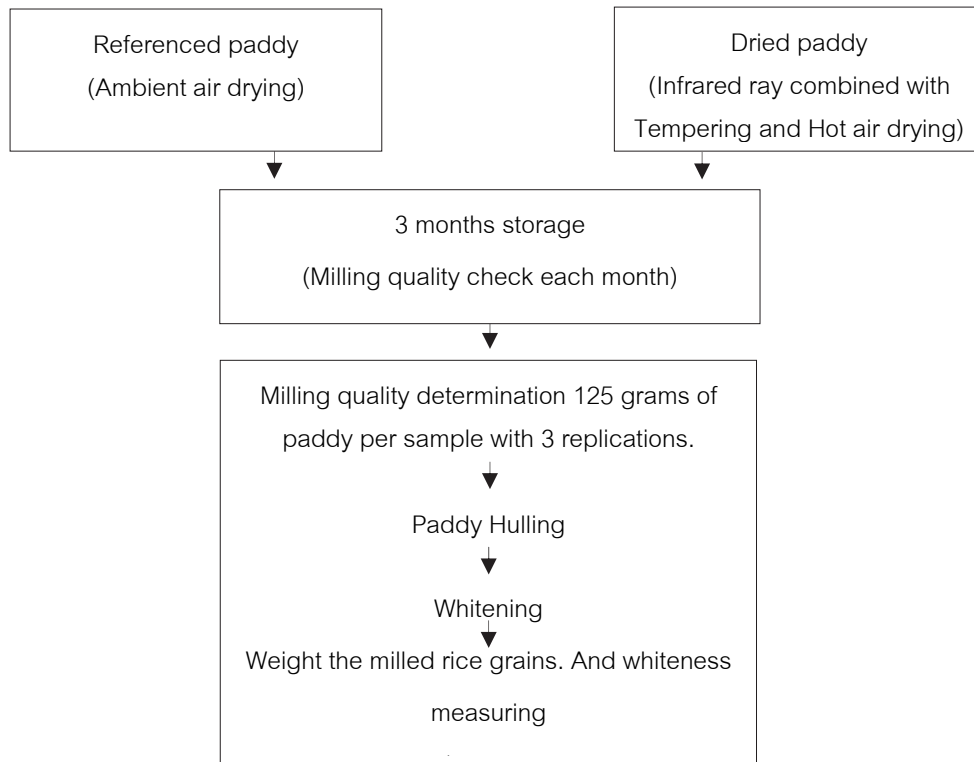 Referenced paddy
(Ambient air drying)
Dried paddy
(Infrared ray combined with
Tempering and Hot air drying)
3 months storage
(Milling quality check each month)
Milling quality determination 125 grams of
paddy per sample with 3 replications.
Paddy Hulling
Whitening
Weight the milled rice grains. And whiteness
measuring